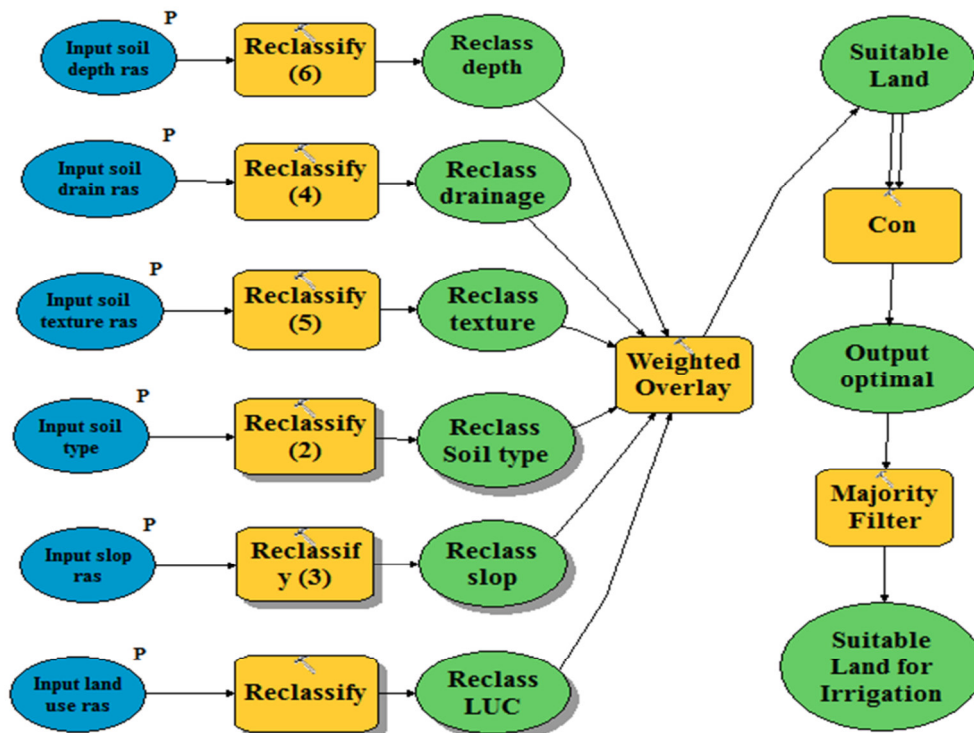 P
Input soil
depth ras
Reclassify
(6)
Reclass
depth
P
Input soil
drain ras
Reclassify
(4)
Reclass
drainage
P
Input soil
texture ras
Reclassify
(5)
Reclass
texture
P
Input soil
type
Reclassify
(2)
Reclass
Soil type
P
Input slop
ras
Reclassif
y (3)
Reclass
slop
P
Input land
use ras
Reclassify
Reclass
LUC
Weighted
Overlay
Suitable
Land
Con
Output
optimal
Majority
Filter
Suitable
Land for
Irrigation